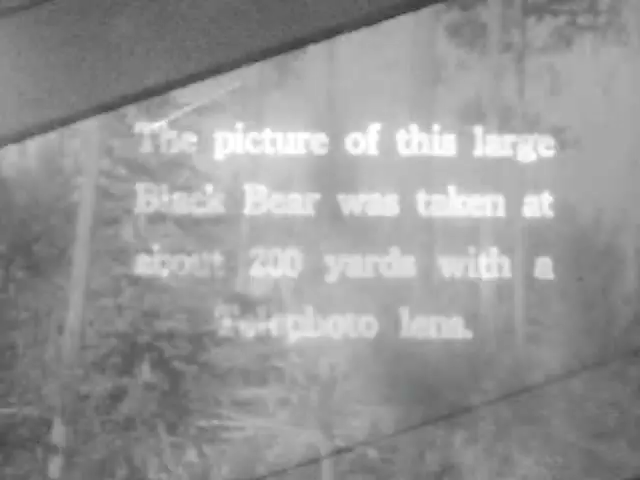 The picture of this large
Black Bear was taken at
about 200 yards with a
Telephoto lens.